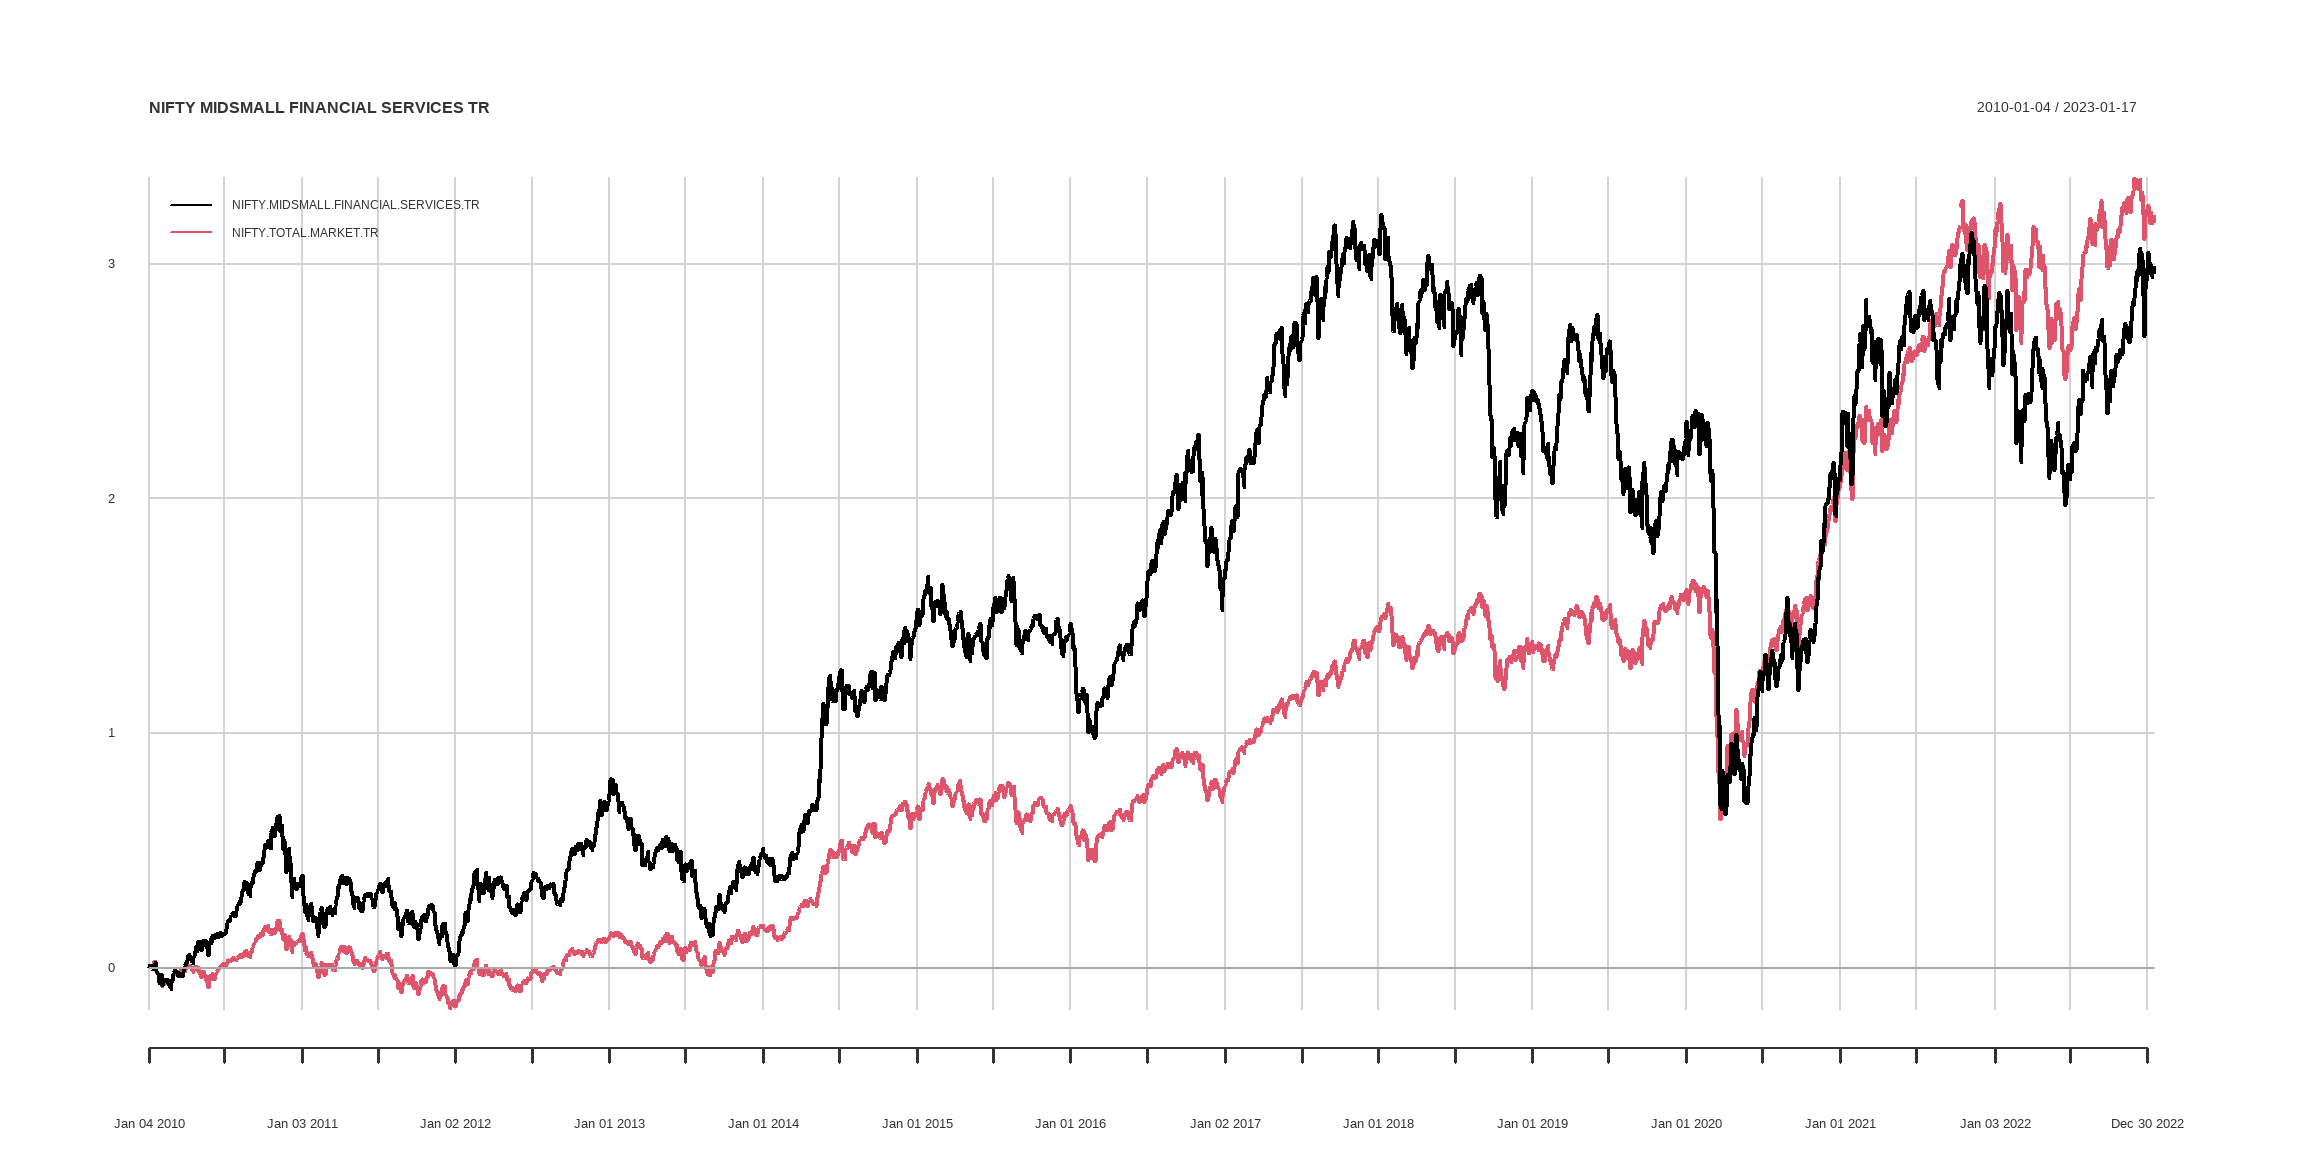 NIFTY MIDSMALL FINANCIAL SERVICES TR
2010-01-04 / 2023-01-17
NIFTY.MIDSMALL.FINANCIAL.SERVICES.TR
NIFTY.TOTAL.MARKET.TR
3
2
1
0
Jan 04 2010 Jan 03 2011 Jan 02 2012 Jan 01 2013 Jan 01 2014 Jan 01 2015 Jan 01 2016 Jan 02 2017 Jan 01 2018 Jan 01 2019 Jan 01 2020 Jan 01 2021 Jan 03 2022 Dec 30 2022